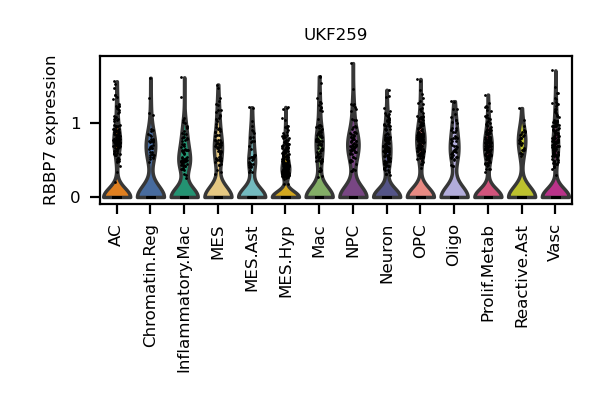 UKF259
RBBP7 expression
1
0
AC
Chromatin.Reg
Inflammatory.Mac
MES
MES.Ast
MES.Hyp
Mac
NPC
Neuron
OPC
Oligo
Prolif.Metab
Reactive.Ast
Vasc